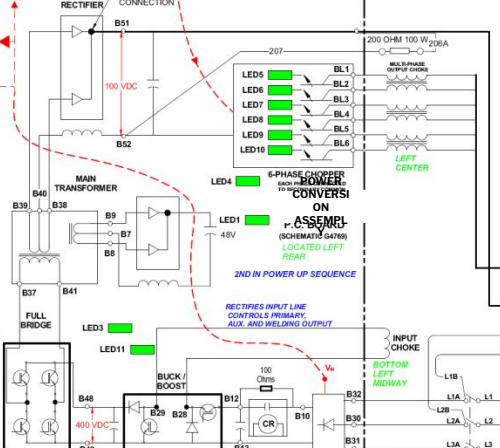 CONNECTION
RECTIFIER
B51
200 OHM 100 W
206A
207
MULTI-PHASE
OUTPUT CHOKE
LED5
BL1
LED6
BL2
100 VDC
LED7
BL3
LED8
BL4
LED9
BL5
LED10
BL6
B52
LEFT
CENTER
6-PHASE CHOPPER
MAIN
TRANSFORMER
LED4
POWER
CONVERSI
ON
ASSEMPL
Y
B40
B39
B38
B9
B7
B8
LED1
48V
P.C. BOARD
(SCHEMATIC G4769)
LOCATED LEFT
REAR
2ND IN POWER UP SEQUENCE
B37
B41
RECTIFIES INPUT LINE
CONTROLS PRIMARY,
AUX. AND WELDING OUTPUT
FULL
BRIDGE
LED3
LED11
INPUT
CHOKE
BOTTOM
LEFT
MIDWAY
BUCK /
BOOST
100
Ohms
L1B
B48
B29
B28
B12
B10
B32
L1A
L1
L2B
400 VDC
CR
B30
L2A
L2
B31
L3A
L3